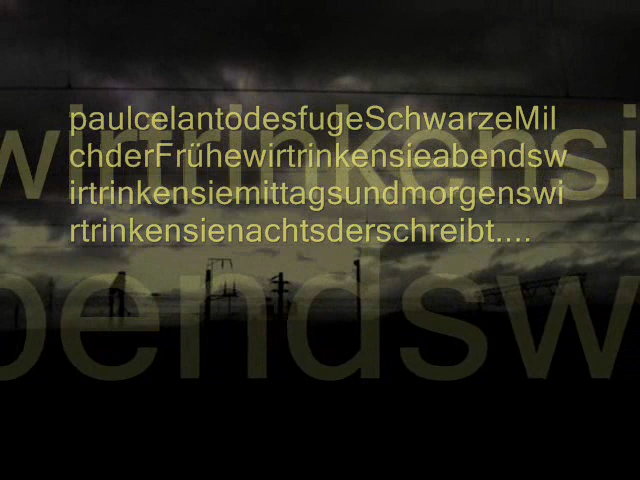 paulcelantodesfugeSchwarzeMil
chderFrühewirtrinkensieabendsw
irtrinkensiemittagsundmorgenswi
rtrinkensienachtsderschreibt....
wirtrinkensi
bendsw